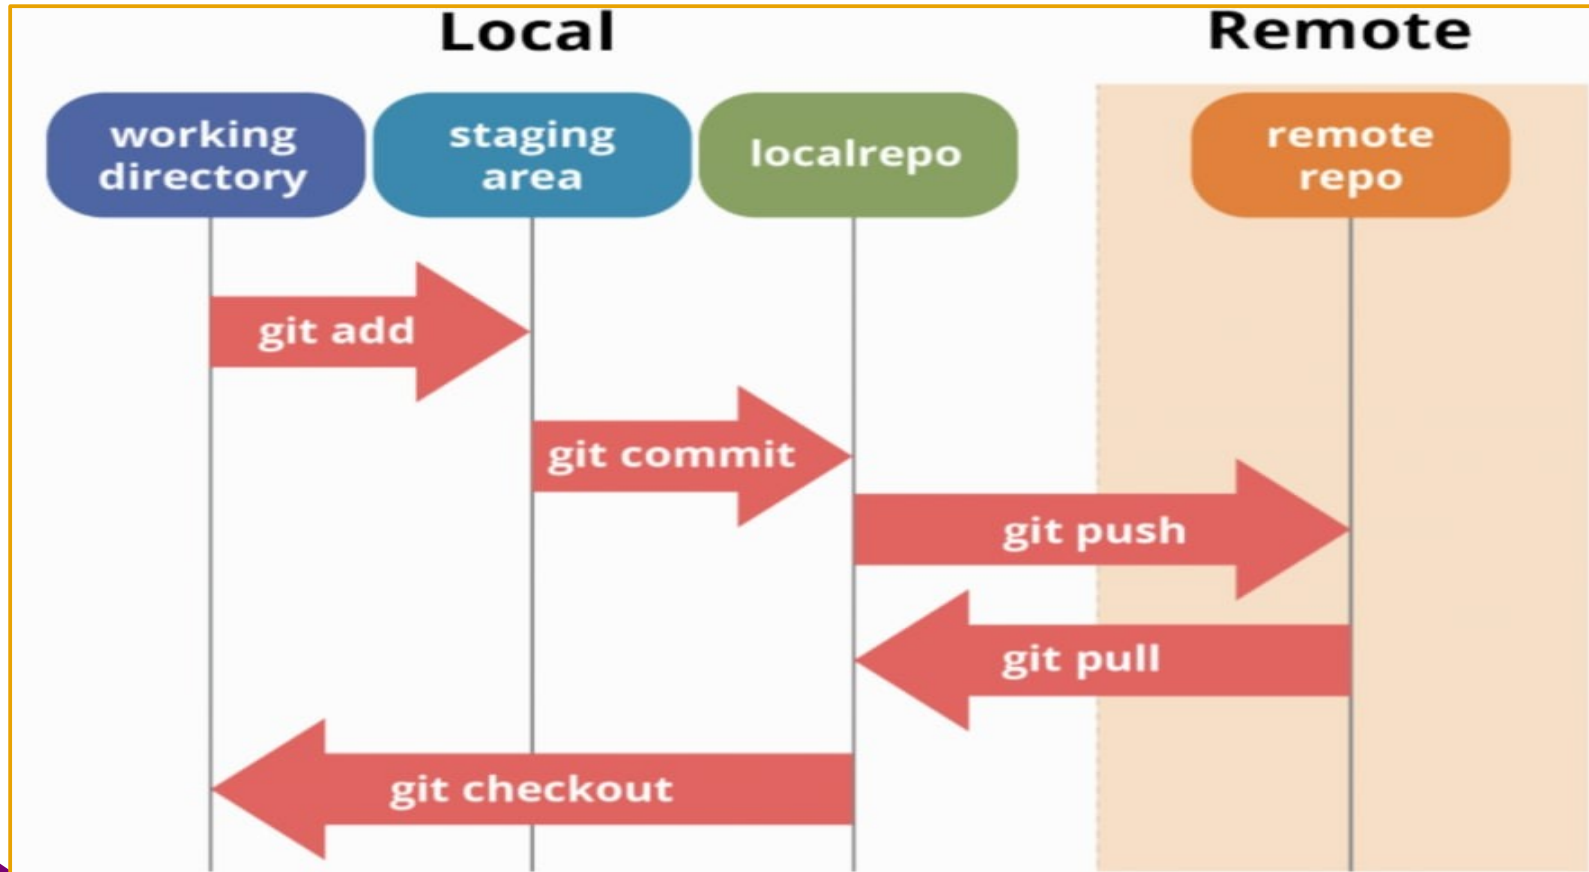 Local
Remote
working
directory
staging
area
localrepo
remote
repo
git add
git commit
git push
git pull
git checkout